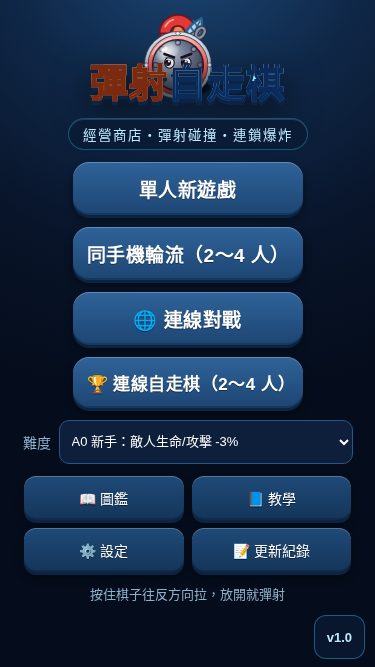 彈射自走棋
經營商店・彈射碰撞・連鎖爆炸
單人新遊戲
同手機輪流（2～4 人）
🌐 連線對戰
🏆 連線自走棋（2～4 人）
難度 A0 新手：敵人生命/攻擊 -3%
📖 圖鑑 📘 教學
⚙️ 設定 📝 更新紀錄
按住棋子往反方向拉，放開就彈射
v1.0